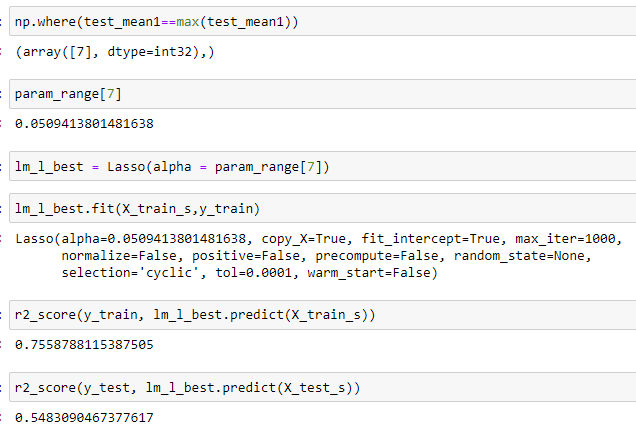 np.where(test_mean1==max(test_mean1))
(array([7], dtype=int32),)
param_range[7]
0.0509413801481638
lm_l_best = Lasso(alpha = param_range[7])
lm_l_best.fit(X_train_s,y_train)
Lasso(alpha=0.0509413801481638, copy_X=True, fit_intercept=True, max_iter=1000,
normalize=False, positive=False, precompute=False, random_state=None,
selection='cyclic', tol=0.0001, warm_start=False)
r2_score(y_train, lm_l_best.predict(X_train_s))
0.7558788115387505
r2_score(y_test, lm_l_best.predict(X_test_s))
0.5483090467377617